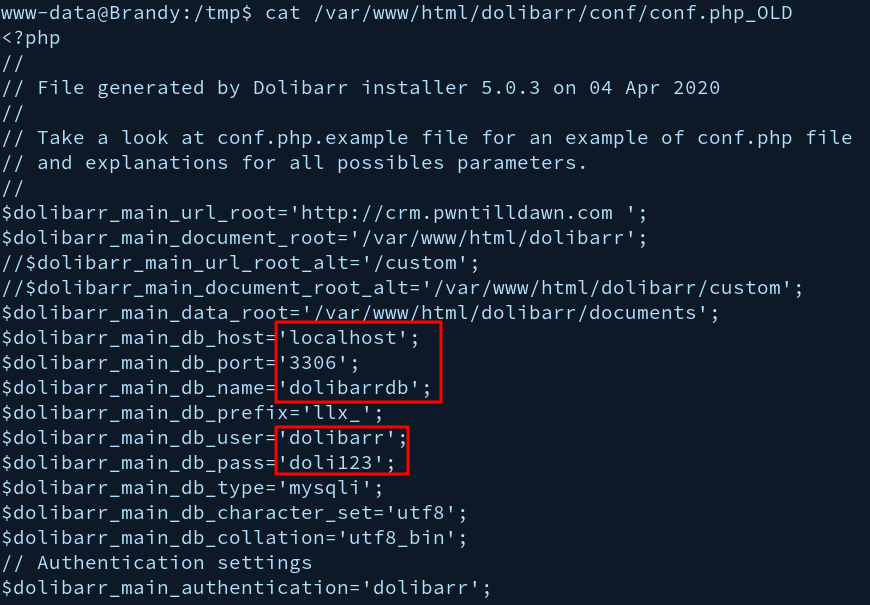 www-data@Brandy:/tmp$ cat /var/www/html/dolibarr/conf/conf.php_OLD
<?php
//
// File generated by Dolibarr installer 5.0.3 on 04 Apr 2020
//
// Take a look at conf.php.example file for an example of conf.php file
// and explanations for all possibles parameters.
//
$dolibarr_main_url_root='http://crm.pwntilldawn.com ';
$dolibarr_main_document_root='/var/www/html/dolibarr';
//$dolibarr_main_url_root_alt='/custom';
//$dolibarr_main_document_root_alt='/var/www/html/dolibarr/custom';
$dolibarr_main_data_root='/var/www/html/dolibarr/documents';
$dolibarr_main_db_host='localhost';
$dolibarr_main_db_port='3306';
$dolibarr_main_db_name='dolibarrdb';
$dolibarr_main_db_prefix='llx_';
$dolibarr_main_db_user='dolibarr';
$dolibarr_main_db_pass='doli123';
$dolibarr_main_db_type='mysqli';
$dolibarr_main_db_character_set='utf8';
$dolibarr_main_db_collation='utf8_bin';
// Authentication settings
$dolibarr_main_authentication='dolibarr';